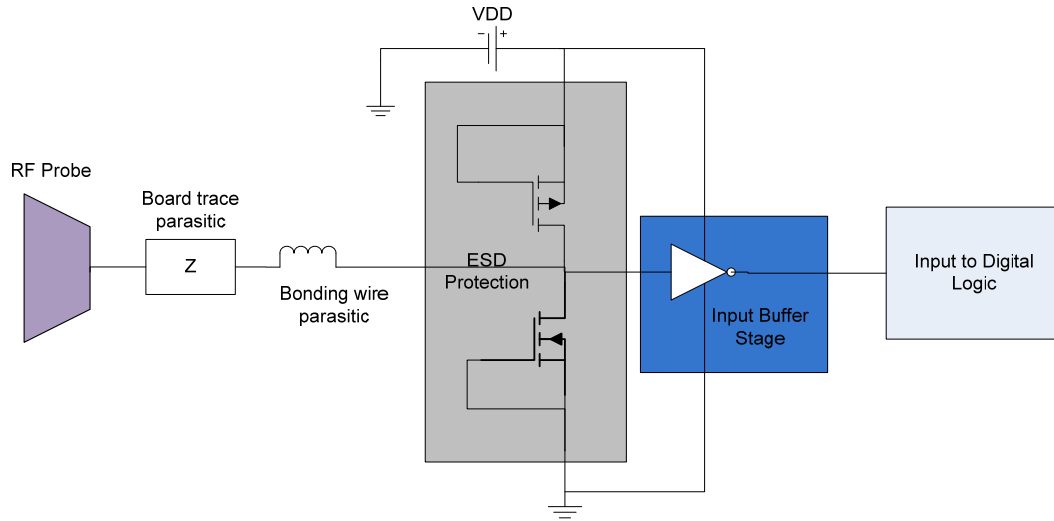 VDD
− +
RF Probe
Board trace
parasitic
Z
Bonding wire
parasitic
ESD
Protection
Input Buffer
Stage
Input to Digital
Logic